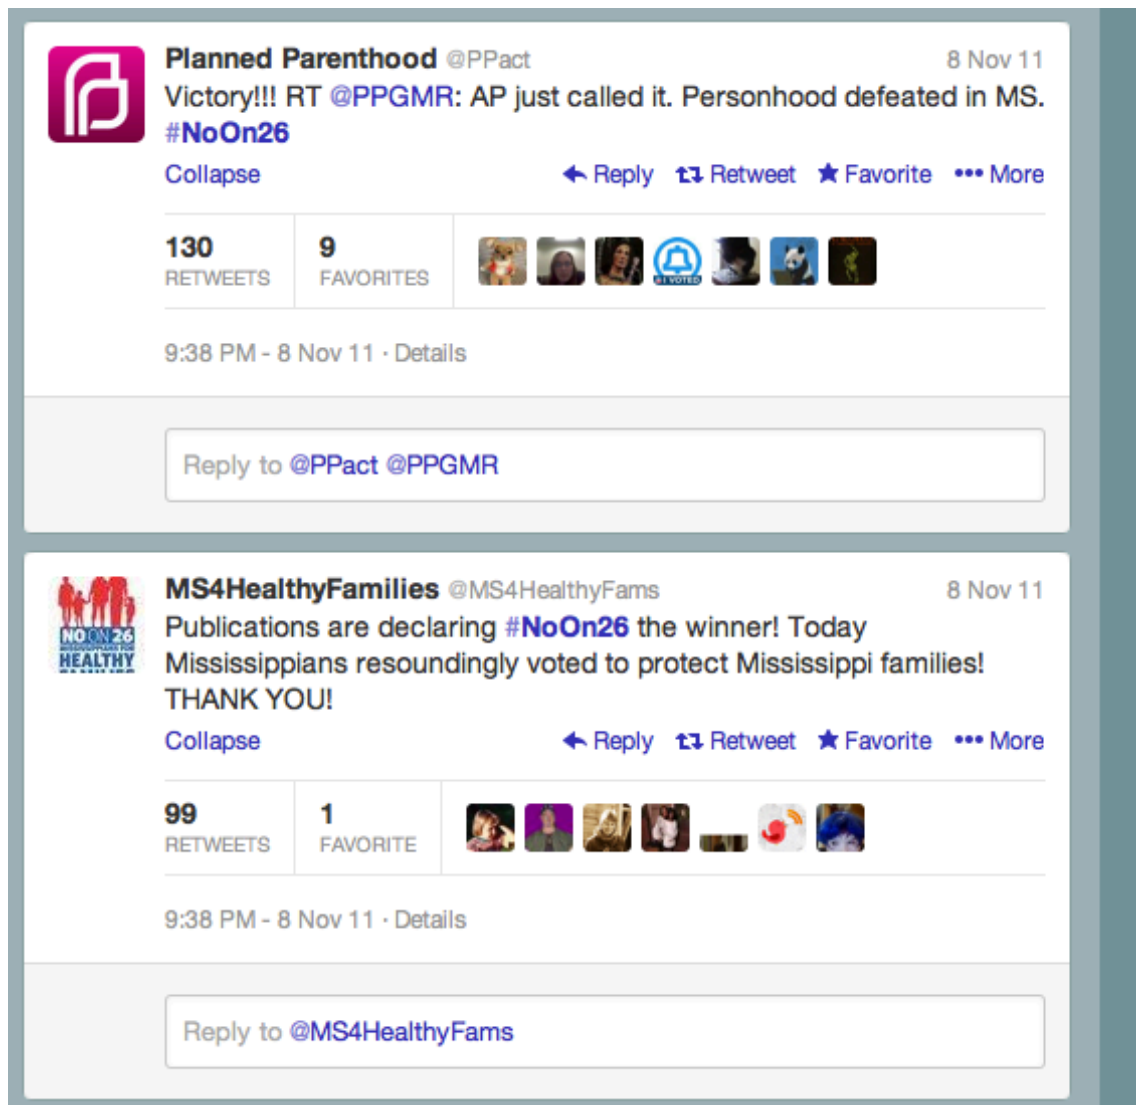 Planned Parenthood @PPact 8 Nov 11
Victory!!! RT @PPGMR: AP just called it. Personhood defeated in MS.
#NoOn26
Collapse Reply Retweet Favorite More
130 9
RETWEETS FAVORITES
I VOTED
9:38 PM - 8 Nov 11 · Details
Reply to @PPact @PPGMR
MS4HealthyFamilies @MS4HealthyFams 8 Nov 11
NO ON 26
MISSISSIPPIANS FOR
HEALTHY
FAMILIES
Publications are declaring #NoOn26 the winner! Today
Mississippians resoundingly voted to protect Mississippi families!
THANK YOU!
Collapse Reply Retweet Favorite More
99 1
RETWEETS FAVORITE
9:38 PM - 8 Nov 11 · Details
Reply to @MS4HealthyFams